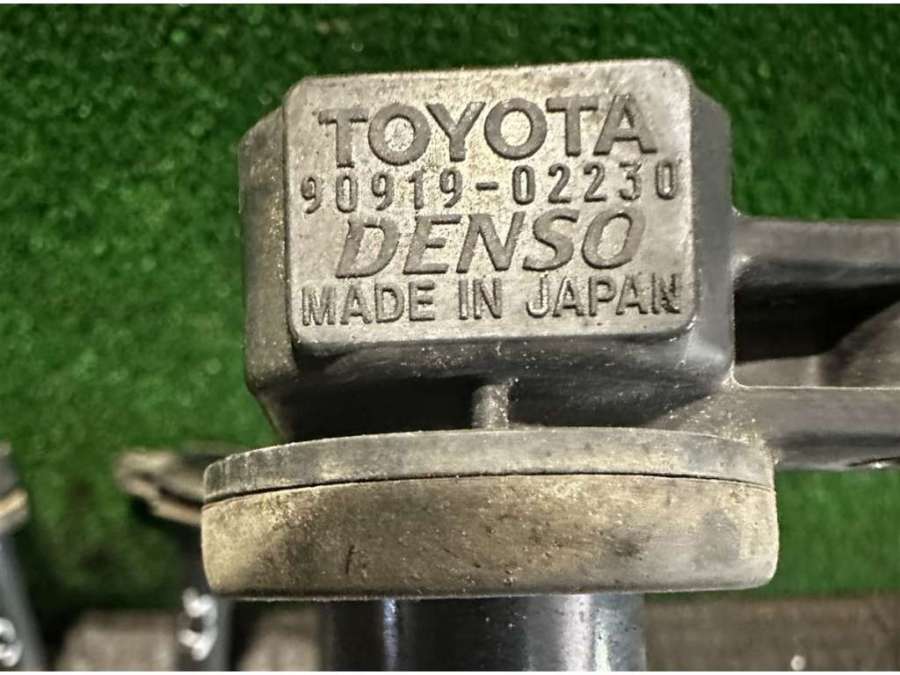 TOYOTA
90919-02230
DENSO
MADE IN JAPAN